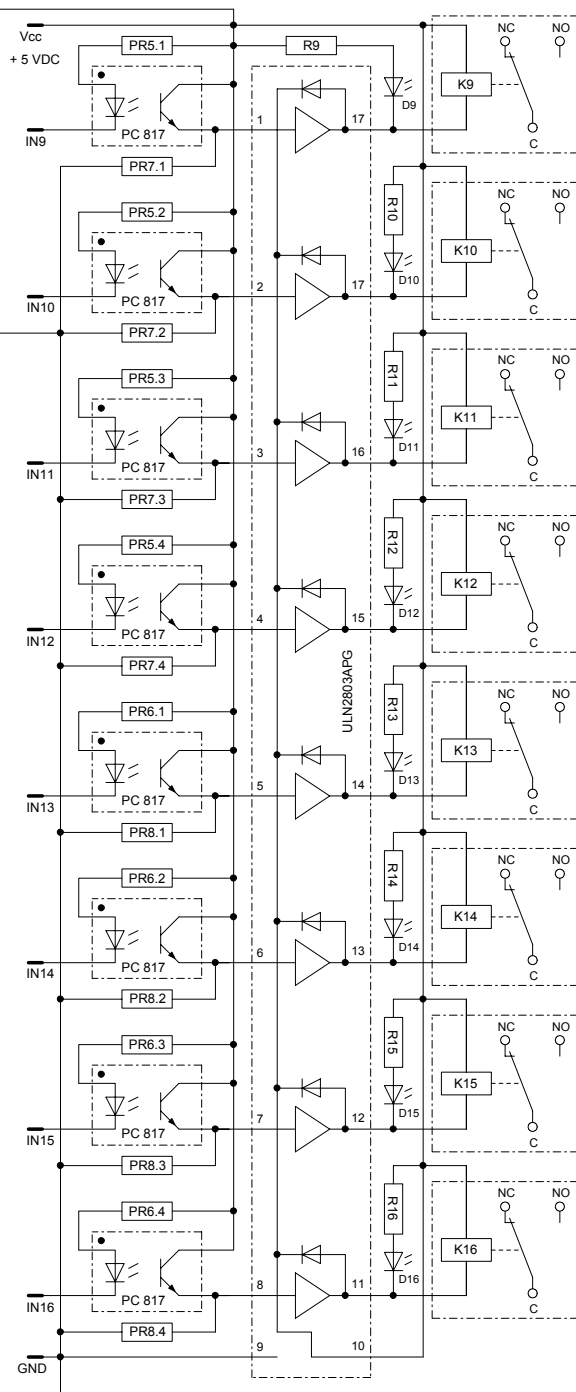 Vcc
+ 5 VDC
PR5.1
R9
D9
K9
NC NO
C
IN9
PC 817
1
17
PR7.1
PR5.2
R10
D10
K10
NC NO
C
IN10
PC 817
2
17
PR7.2
PR5.3
R11
D11
K11
NC NO
C
IN11
PC 817
3
16
PR7.3
PR5.4
R12
D12
K12
NC NO
C
IN12
PC 817
4
15
PR7.4
ULN2803APG
PR6.1
R13
D13
K13
NC NO
C
IN13
PC 817
5
14
PR8.1
PR6.2
R14
D14
K14
NC NO
C
IN14
PC 817
6
13
PR8.2
PR6.3
R15
D15
K15
NC NO
C
IN15
PC 817
7
12
PR8.3
PR6.4
R16
D16
K16
NC NO
C
IN16
PC 817
8
11
PR8.4
GND
9
10